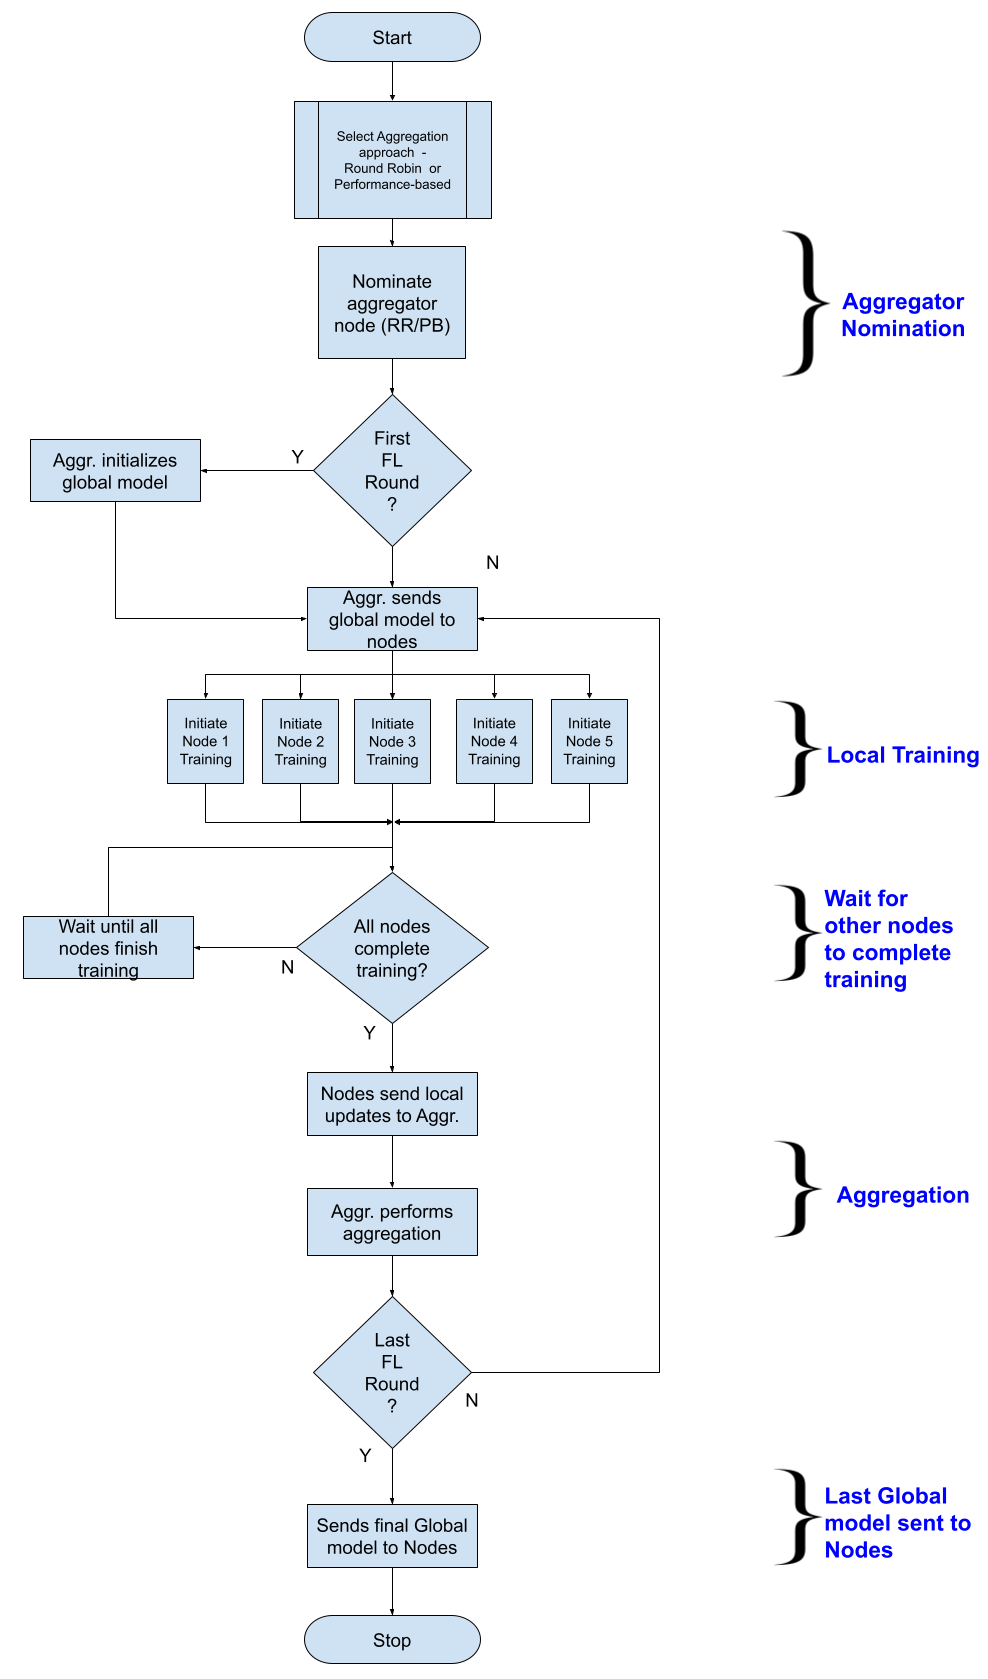 Start
Select Aggregation
approach -
Round Robin or
Performance-based
Nominate
aggregator
node (RR/PB)
Aggregator
Nomination
First
FL
Round
?
Y
Aggr. initializes
global model
N
Aggr. sends
global model to
nodes
Initiate
Node 1
Training
Initiate
Node 2
Training
Initiate
Node 3
Training
Initiate
Node 4
Training
Initiate
Node 5
Training
Local Training
All nodes
complete
training?
N
Wait until all
nodes finish
training
Wait for
other nodes
to complete
training
Y
Nodes send local
updates to Aggr.
Aggr. performs
aggregation
Aggregation
Last
FL
Round
?
N
Y
Sends final Global
model to Nodes
Last Global
model sent to
Nodes
Stop